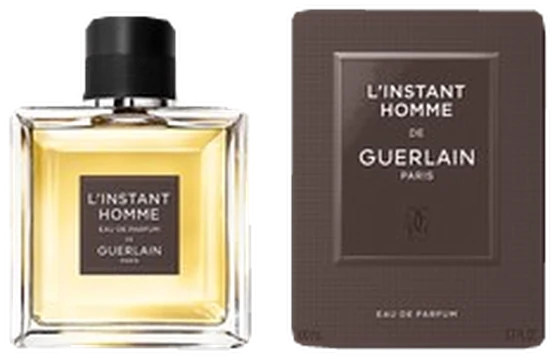 L'INSTANT
HOMME
EAU DE PARFUM
DE
GUERLAIN
PARIS
L'INSTANT
HOMME
DE
GUERLAIN
PARIS
EAU DE PARFUM